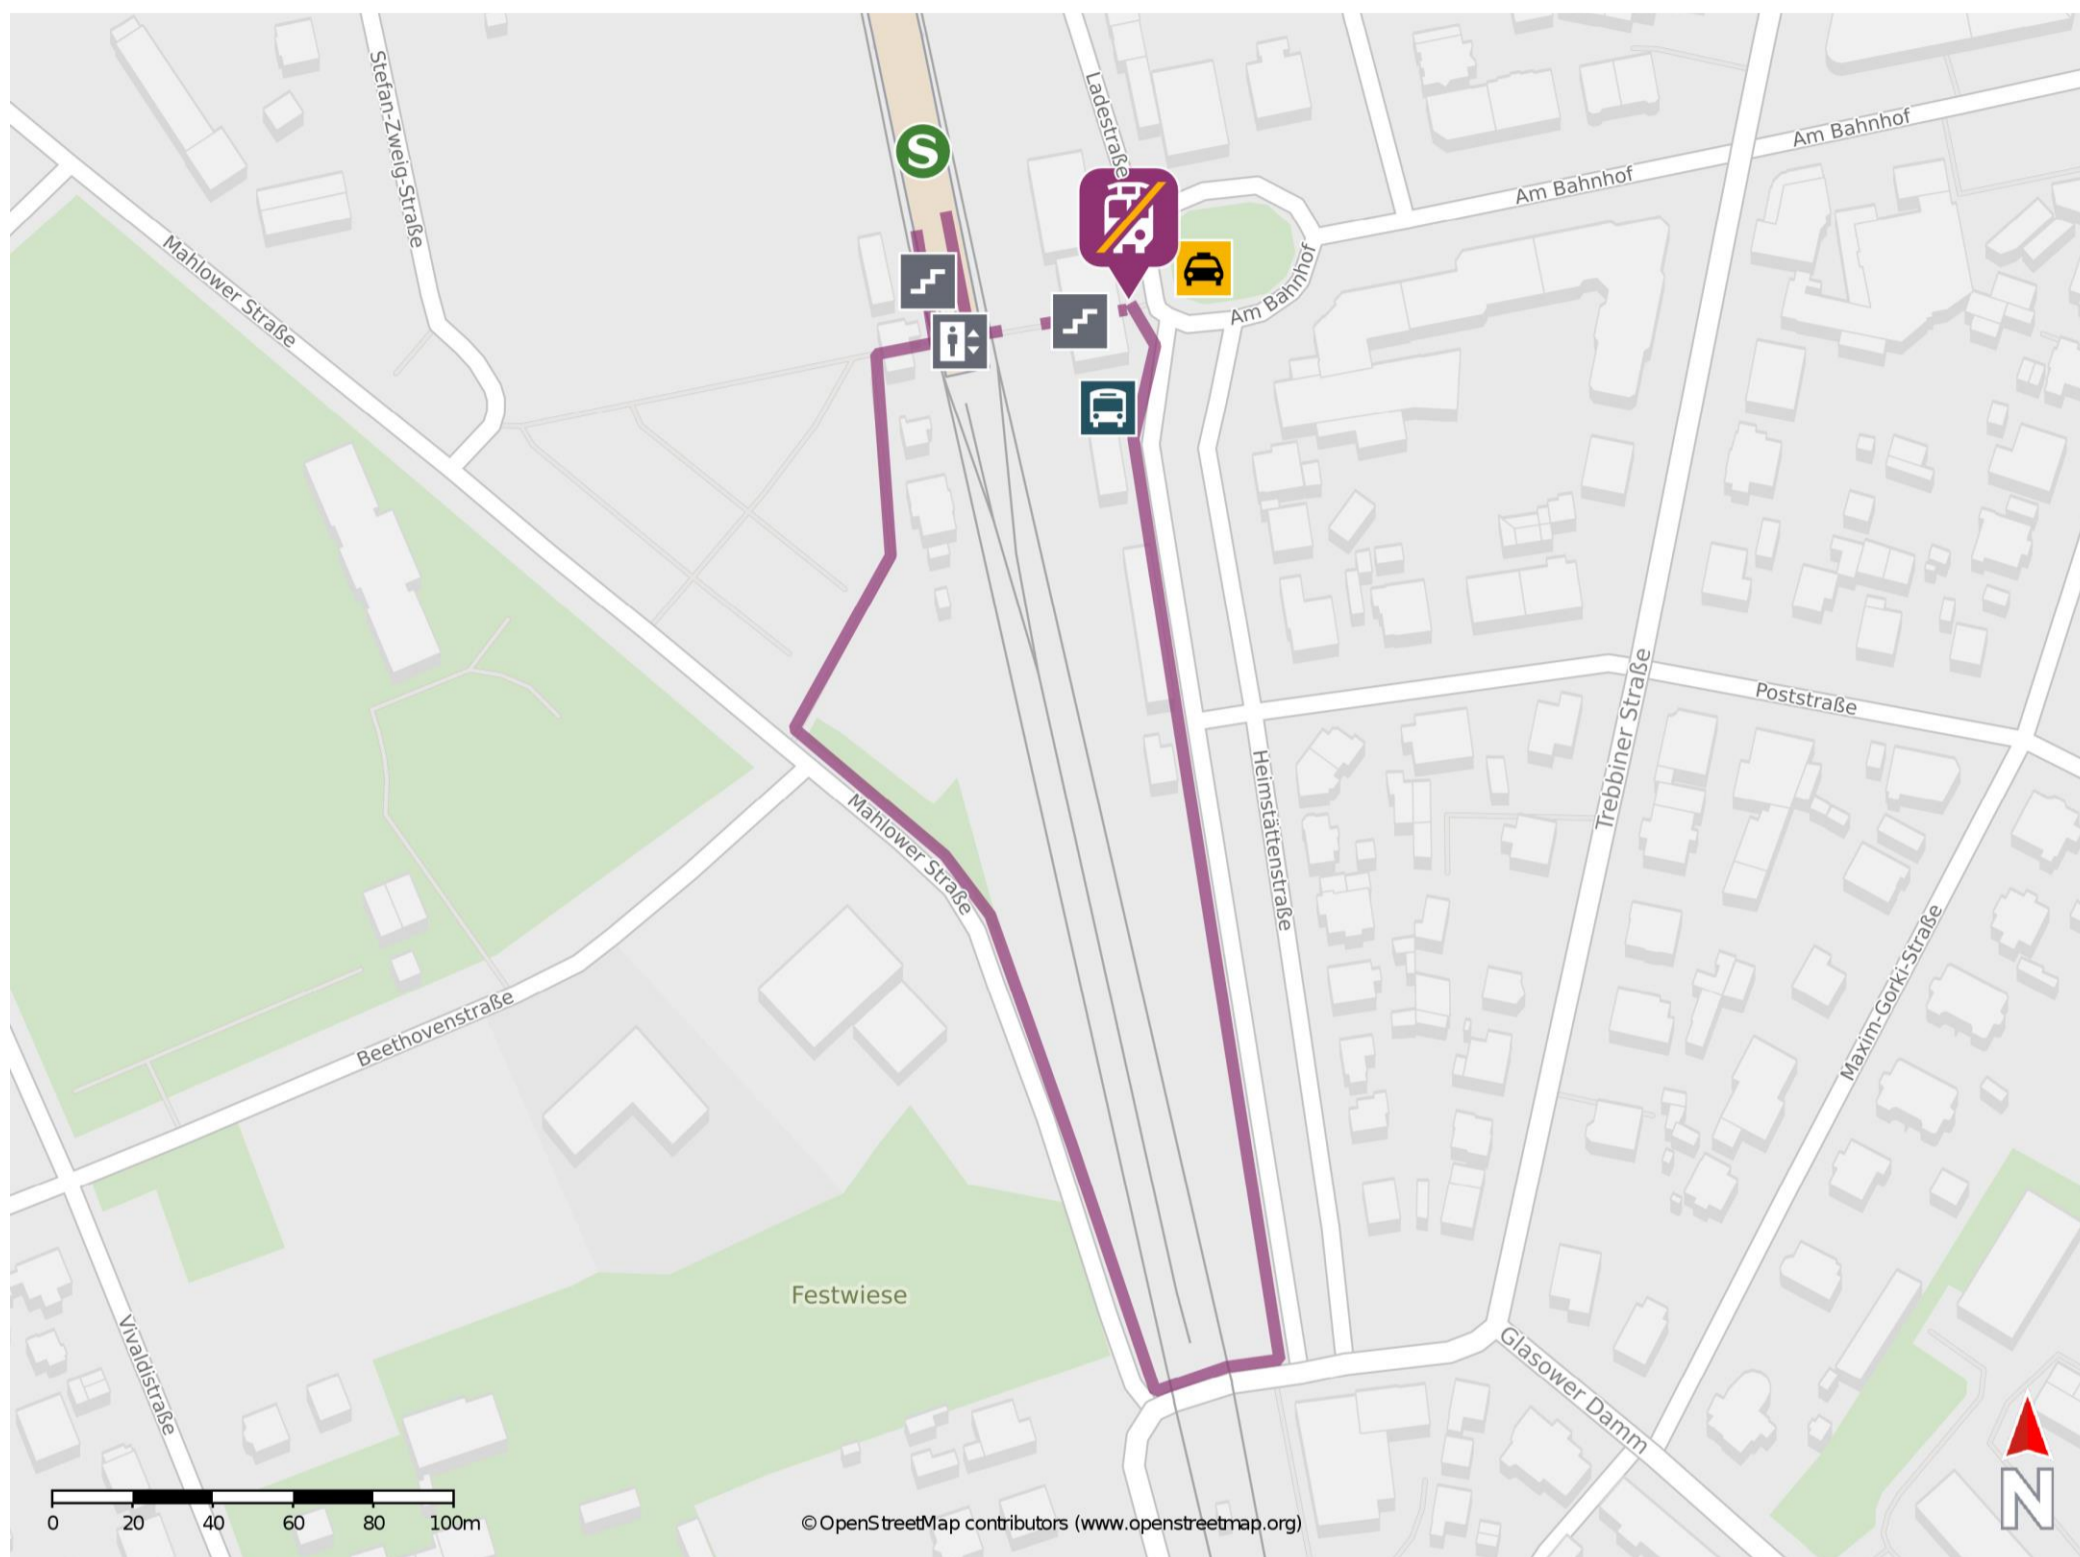 Stefan-Zweig-Straße
S
Ladestraße
Am Bahnhof
Am Bahnhof
Mahlower Straße
Am Bahnhof
Poststraße
Trebbiner Straße
Heimstättenstraße
Mahlower Straße
Maxim-Gorki-Straße
Beethovenstraße
Festwiese
Vivaldistraße
Glasower Damm
N
0 20 40 60 80 100m
© OpenStreetMap contributors (www.openstreetmap.org)